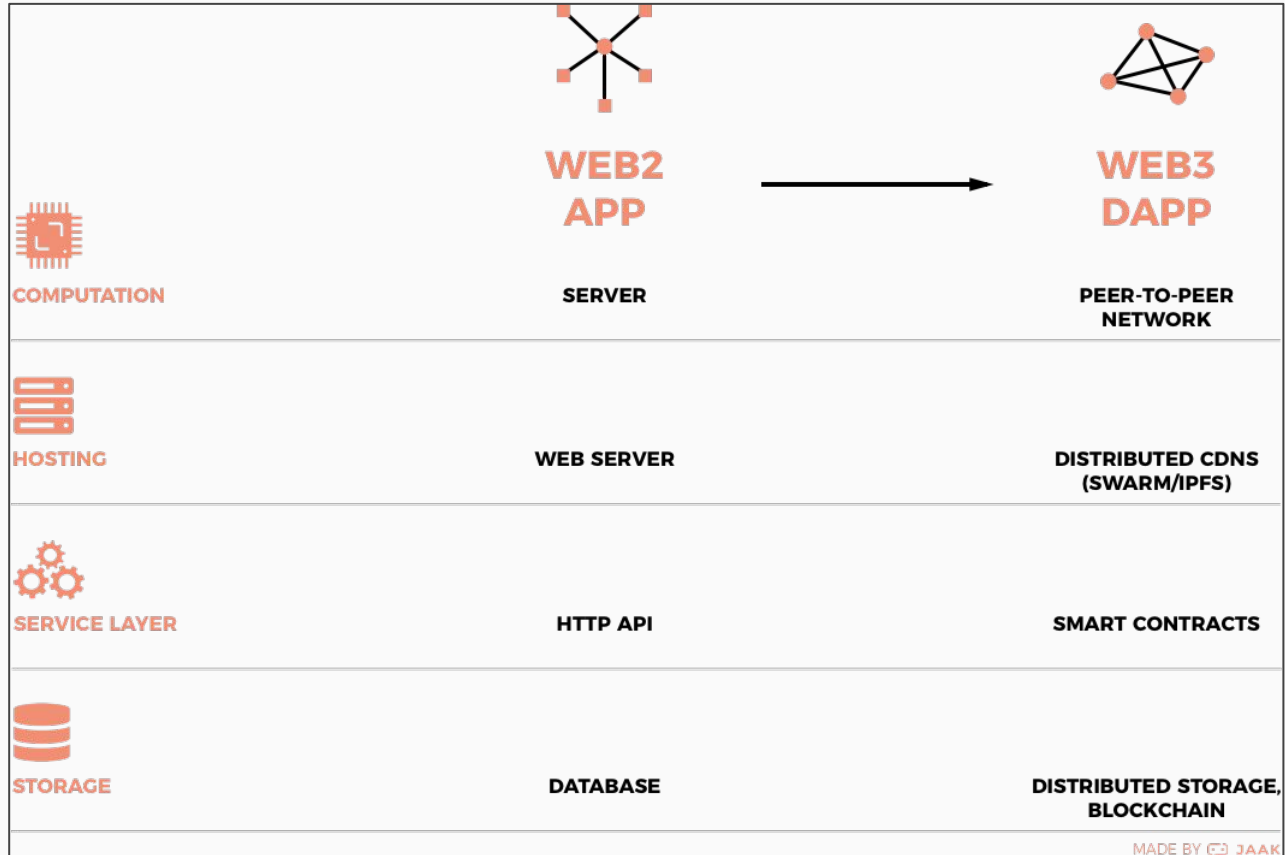 WEB2
APP
WEB3
DAPP
COMPUTATION
SERVER
PEER-TO-PEER
NETWORK
HOSTING
WEB SERVER
DISTRIBUTED CDNS
(SWARM/IPFS)
SERVICE LAYER
HTTP API
SMART CONTRACTS
STORAGE
DATABASE
DISTRIBUTED STORAGE,
BLOCKCHAIN
MADE BY JAAK